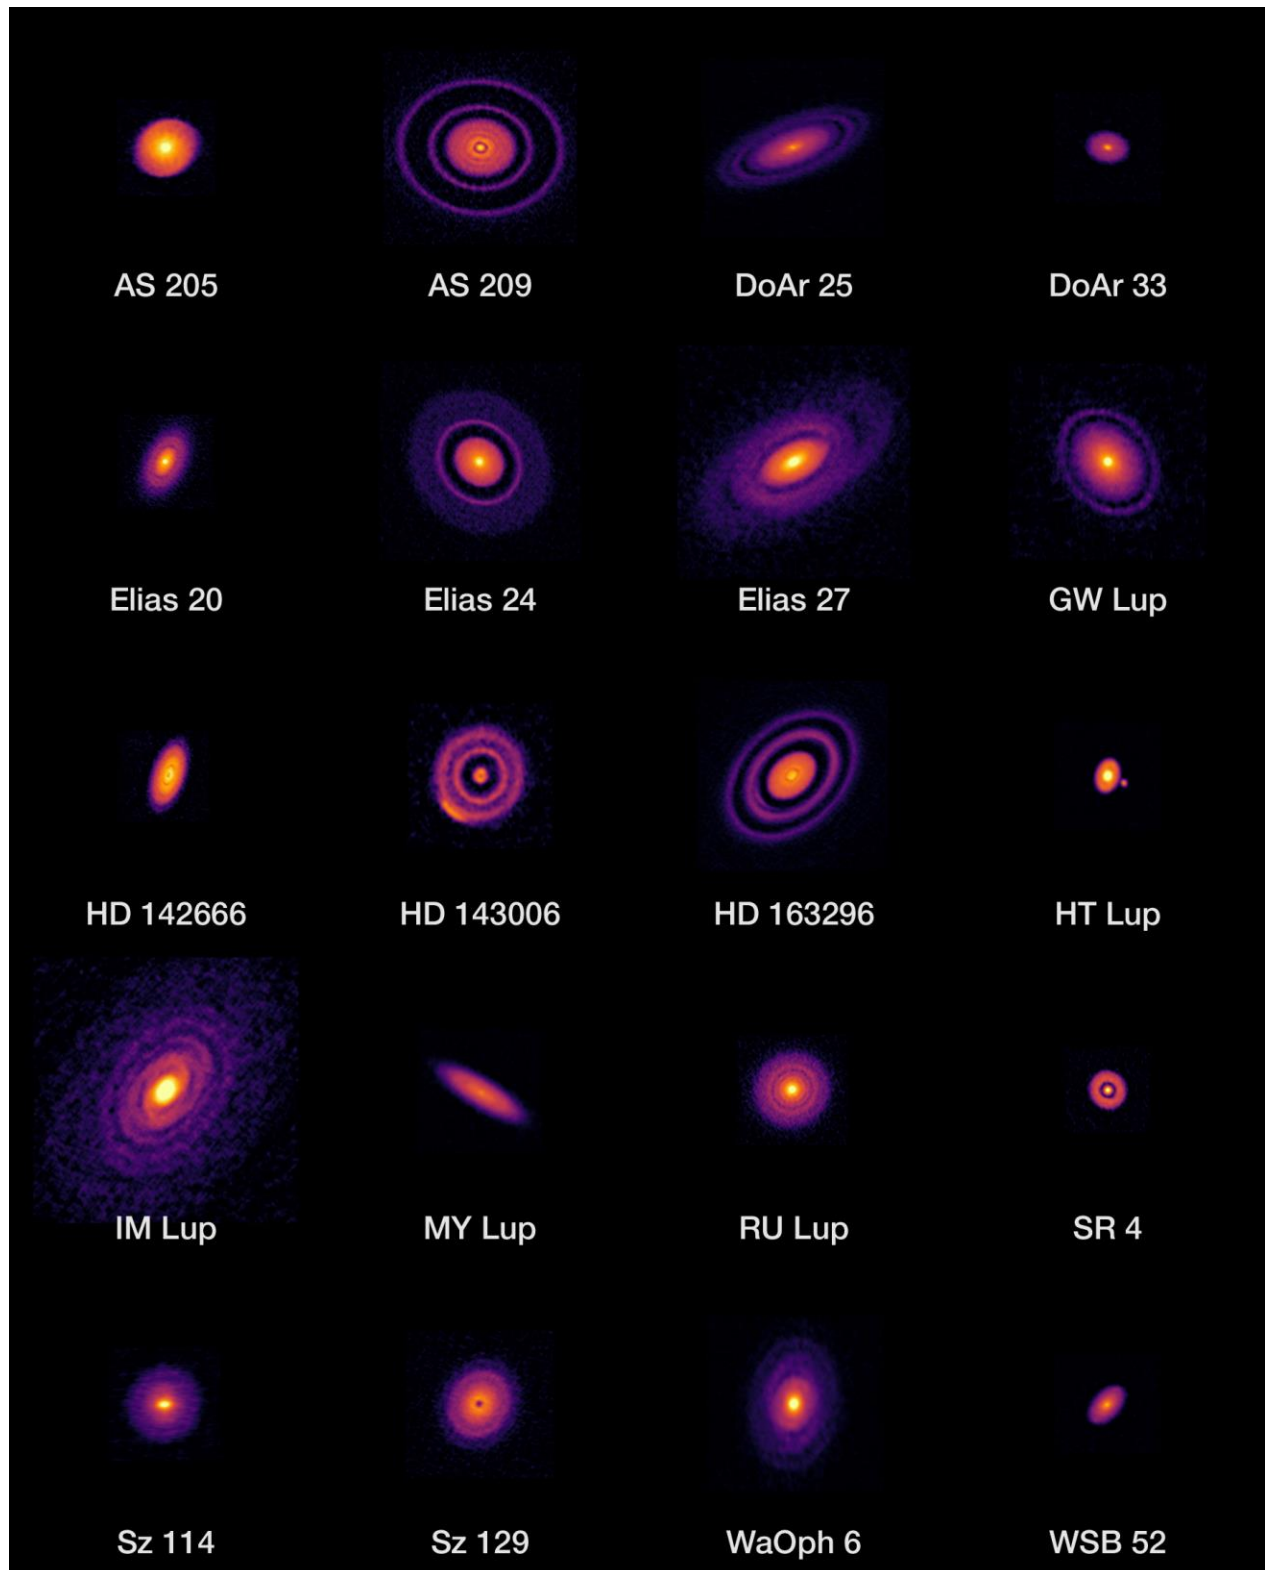 AS 205
AS 209
DoAr 25
DoAr 33
Elias 20
Elias 24
Elias 27
GW Lup
HD 142666
HD 143006
HD 163296
HT Lup
IM Lup
MY Lup
RU Lup
SR 4
Sz 114
Sz 129
WaOph 6
WSB 52